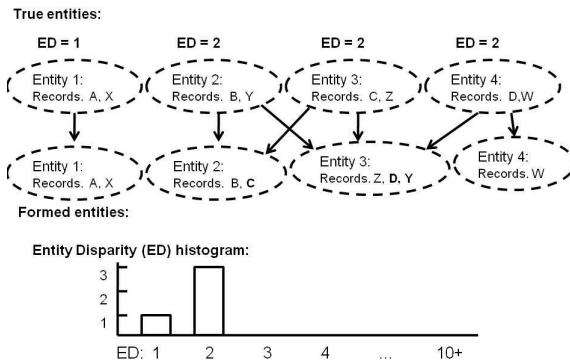 True entities:
ED = 1 ED = 2 ED = 2 ED = 2
Entity 1:
Records. A, X
Entity 2:
Records. B, Y
Entity 3:
Records. C, Z
Entity 4:
Records. D,W
Entity 1:
Records. A, X
Entity 2:
Records. B, C
Entity 3:
Records. Z, D, Y
Entity 4:
Records. W
Formed entities:
Entity Disparity (ED) histogram:
3
2
1
ED: 1 2 3 4 ... 10+